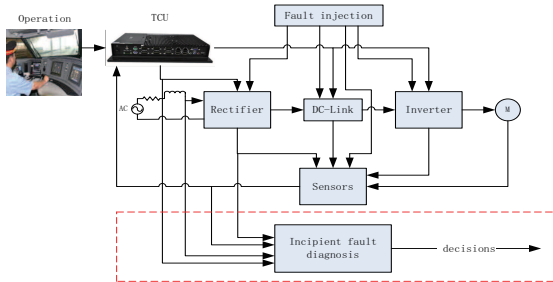 Operation
TCU
Fault injection
AC
Rectifier
DC-Link
Inverter
M
Sensors
Incipient fault
diagnosis
decisions